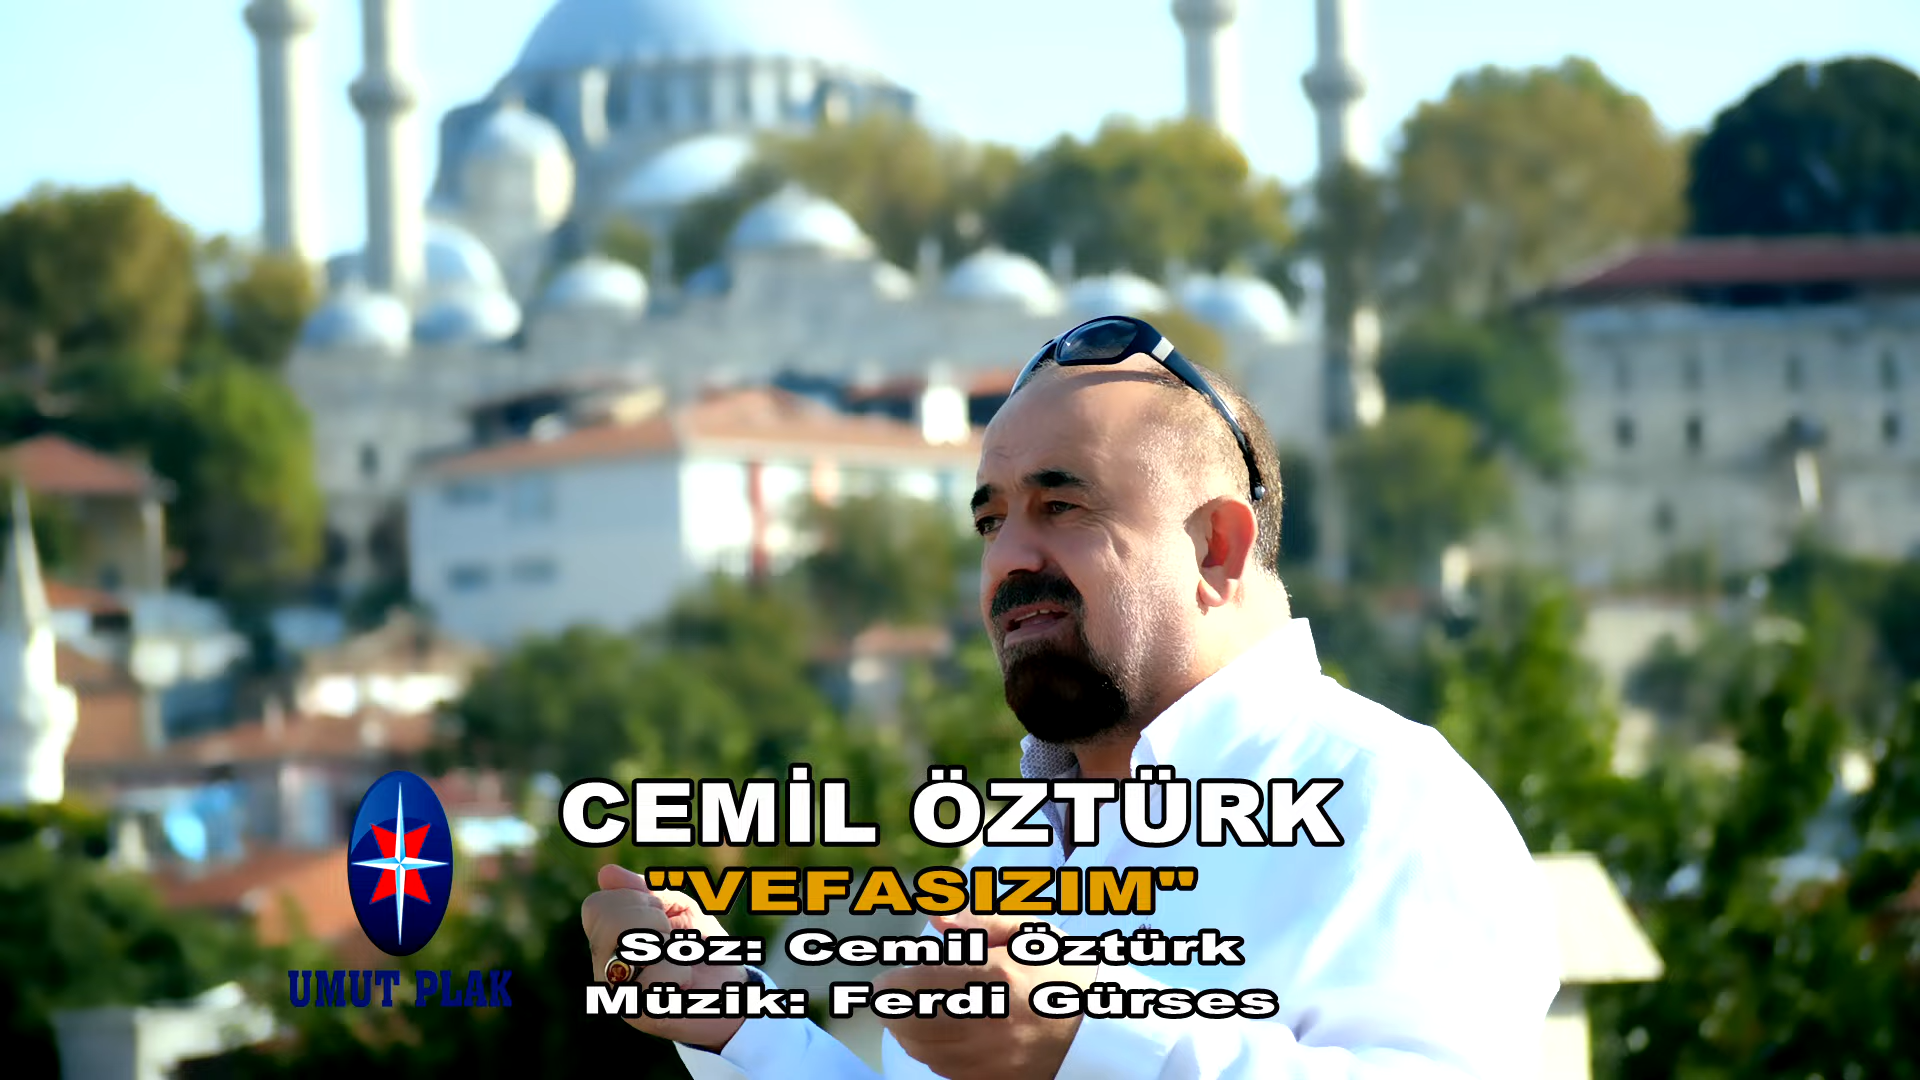 CEMİL ÖZTÜRK
"VEFASIZIM"
Söz: Cemil Öztürk
Müzik: Ferdi Gürses
UMUT PLAK